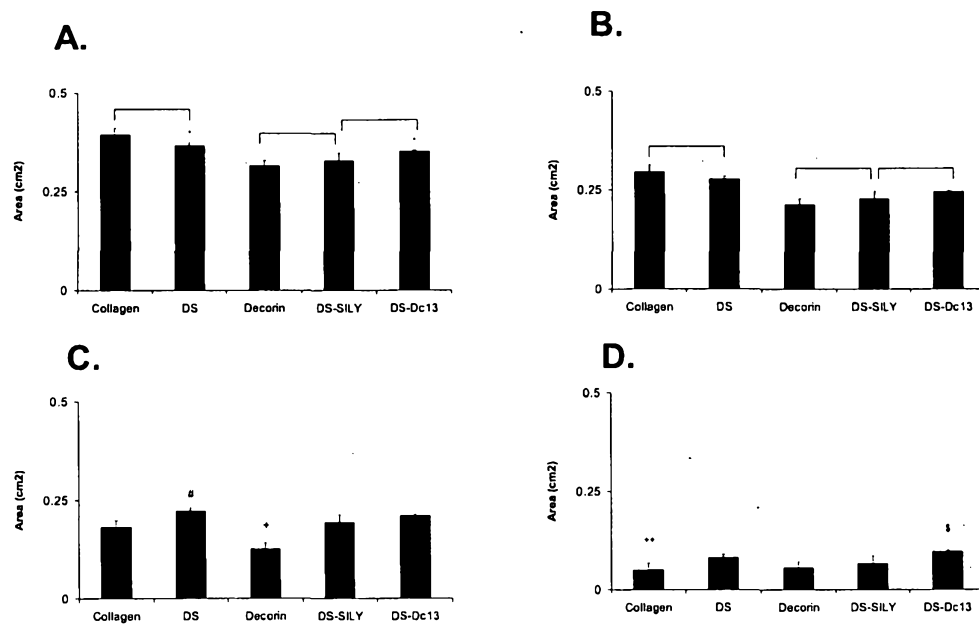 A.
0.5
0.25
0
Area (cm2)
Collagen DS Decorin DS-SILY DS-Dc13
B.
0.5
0.25
0
Area (cm2)
Collagen DS Decorin DS-SILY DS-Dc13
C.
0.5
0.25
0
Area (cm2)
#
+
Collagen DS Decorin DS-SILY DS-Dc13
D.
0.5
0.25
0
Area (cm2)
++
$
Collagen DS Decorin DS-SILY DS-Dc13